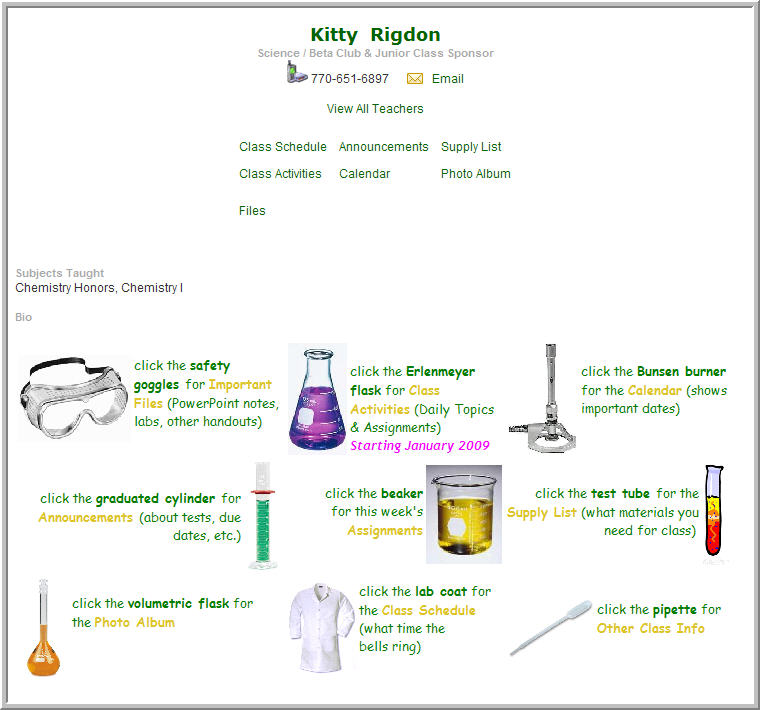 Kitty Rigdon
Science / Beta Club & Junior Class Sponsor
770-651-6897 Email
View All Teachers
Class Schedule Announcements Supply List
Class Activities Calendar Photo Album
Files
Subjects Taught
Chemistry Honors, Chemistry I
Bio
click the safety
goggles for Important
Files (PowerPoint notes,
labs, other handouts)
click the Erlenmeyer
flask for Class
Activities (Daily Topics
& Assignments)
Starting January 2009
click the Bunsen burner
for the Calendar (shows
important dates)
click the graduated cylinder for
Announcements (about tests, due
dates, etc.)
click the beaker
for this week's
Assignments
click the test tube for the
Supply List (what materials you
need for class)
click the volumetric flask for
the Photo Album
click the lab coat for
the Class Schedule
(what time the
bells ring)
click the pipette for
Other Class Info